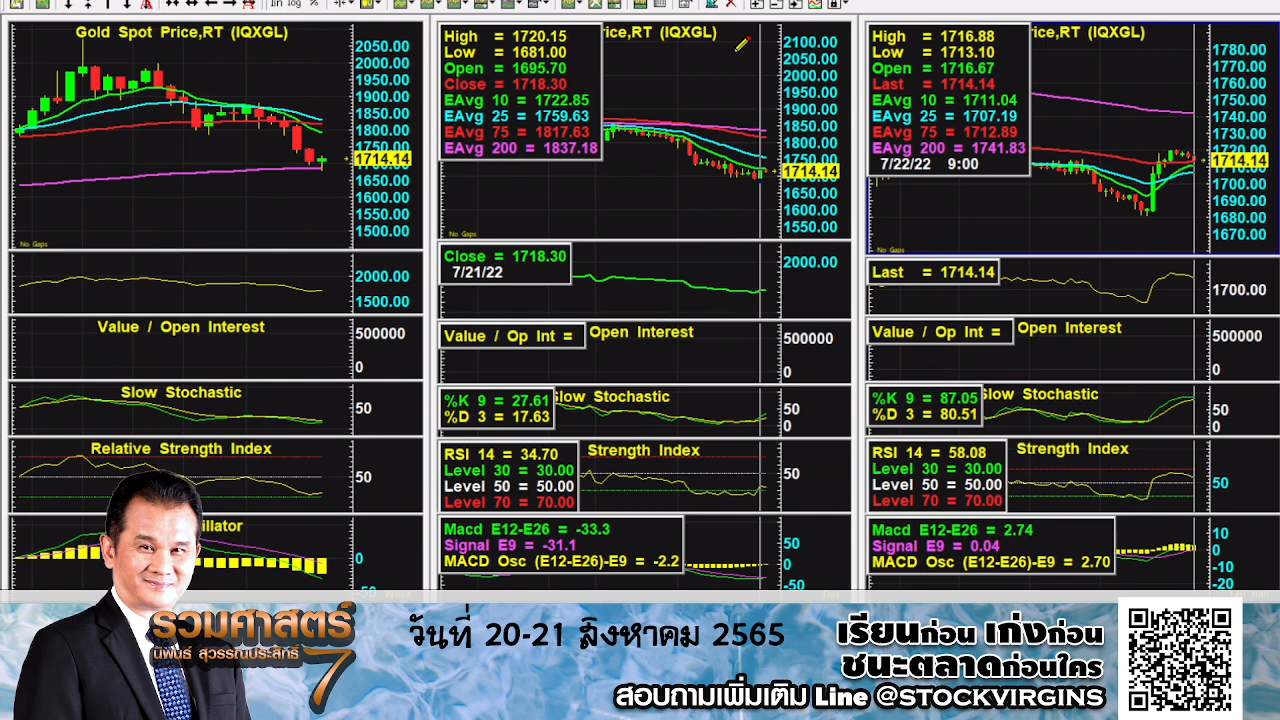 Gold Spot Price,RT (IQXGL)
2050.00
2000.00
1950.00
1900.00
1850.00
1800.00
1750.00
1714.14
1650.00
1600.00
1550.00
1500.00
No Gaps
2000.00
1500.00
Value / Open Interest
500000
0
Slow Stochastic
50
Relative Strength Index
50
illator
0
High = 1720.15
Low = 1681.00
Open = 1695.70
Close = 1718.30
EAvg 10 = 1722.85
EAvg 25 = 1759.63
EAvg 75 = 1817.63
EAvg 200 = 1837.18
rice,RT (IQXGL)
2100.00
2050.00
2000.00
1950.00
1900.00
1850.00
1800.00
1750.00
1714.14
1650.00
1600.00
1550.00
No Gaps
Close = 1718.30
7/21/22
2000.00
Value / Op Int =
Open Interest
500000
0
%K 9 = 27.61
%D 3 = 17.63
Slow Stochastic
50
0
RSI 14 = 34.70
Level 30 = 30.00
Level 50 = 50.00
Level 70 = 70.00
Strength Index
50
Macd E12-E26 = -33.3
Signal E9 = -31.1
MACD Osc (E12-E26)-E9 = -2.2
50
0
-50
High = 1716.88
Low = 1713.10
Open = 1716.67
Last = 1714.14
EAvg 10 = 1711.04
EAvg 25 = 1707.19
EAvg 75 = 1712.89
EAvg 200 = 1741.83
7/22/22 9:00
rice,RT (IQXGL)
1780.00
1770.00
1760.00
1750.00
1740.00
1730.00
1720.00
1714.14
1700.00
1690.00
1680.00
1670.00
No Gaps
Last = 1714.14
1700.00
Value / Op Int =
Open Interest
500000
0
%K 9 = 87.05
%D 3 = 80.51
Slow Stochastic
50
0
RSI 14 = 58.08
Level 30 = 30.00
Level 50 = 50.00
Level 70 = 70.00
Strength Index
50
Macd E12-E26 = 2.74
Signal E9 = 0.04
MACD Osc (E12-E26)-E9 = 2.70
10
0
-10
-20
รวมศาสตร์
นิพนธ์ สุวรรณประสิทธิ์
7
วันที่ 20-21 สิงหาคม 2565
เรียนก่อน เก่งก่อน
ชนะตลาดก่อนใคร
สอบถามเพิ่มเติม Line @STOCKVIRGINS